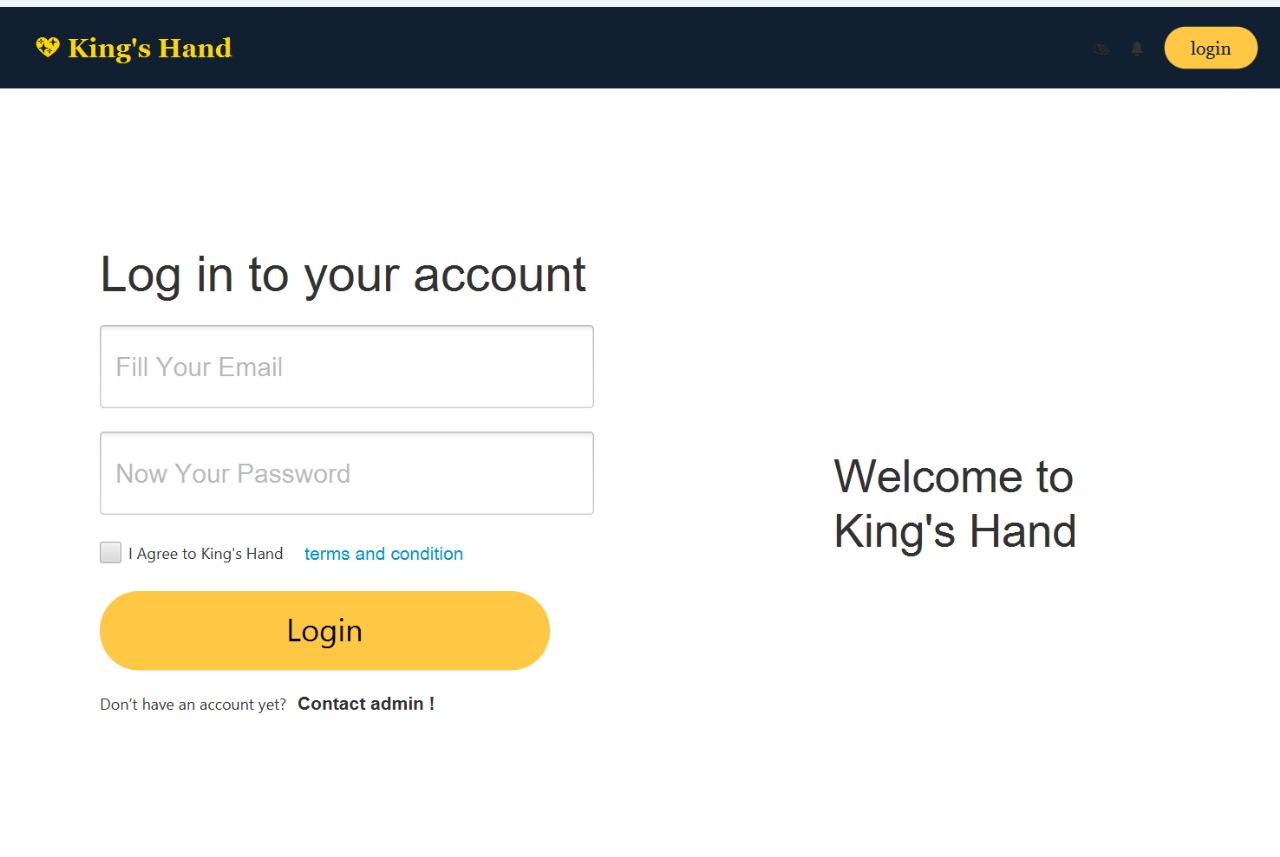 King's Hand
login
Log in to your account
Fill Your Email
Now Your Password
I Agree to King's Hand terms and condition
Login
Don't have an account yet? Contact admin !
Welcome to
King's Hand